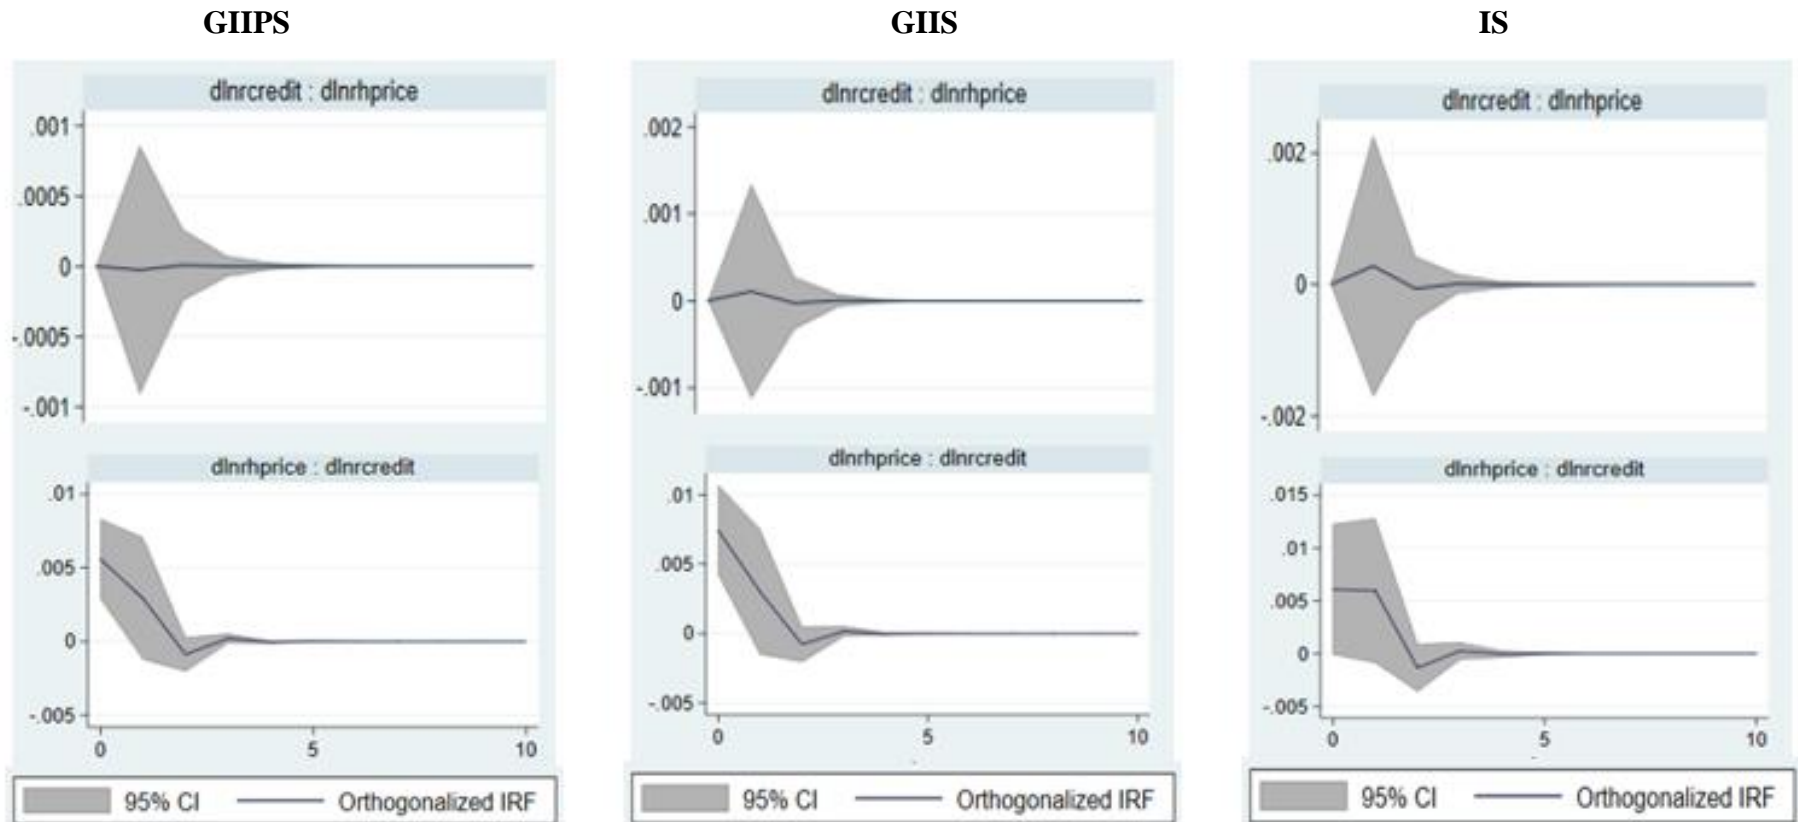 GIIPS
dlnrcredit : dlnrhprice
.001
.0005
0
-.0005
-.001
dlnrhprice : dlnrcredit
.01
.005
0
-.005
0 5 10
95% CI Orthogonalized IRF
GIIS
dlnrcredit : dlnrhprice
.002
.001
0
-.001
dlnrhprice : dlnrcredit
.01
.005
0
-.005
0 5 10
95% CI Orthogonalized IRF
IS
dlnrcredit : dlnrhprice
.002
0
-.002
dlnrhprice : dlnrcredit
.015
.01
.005
0
-.005
0 5 10
95% CI Orthogonalized IRF